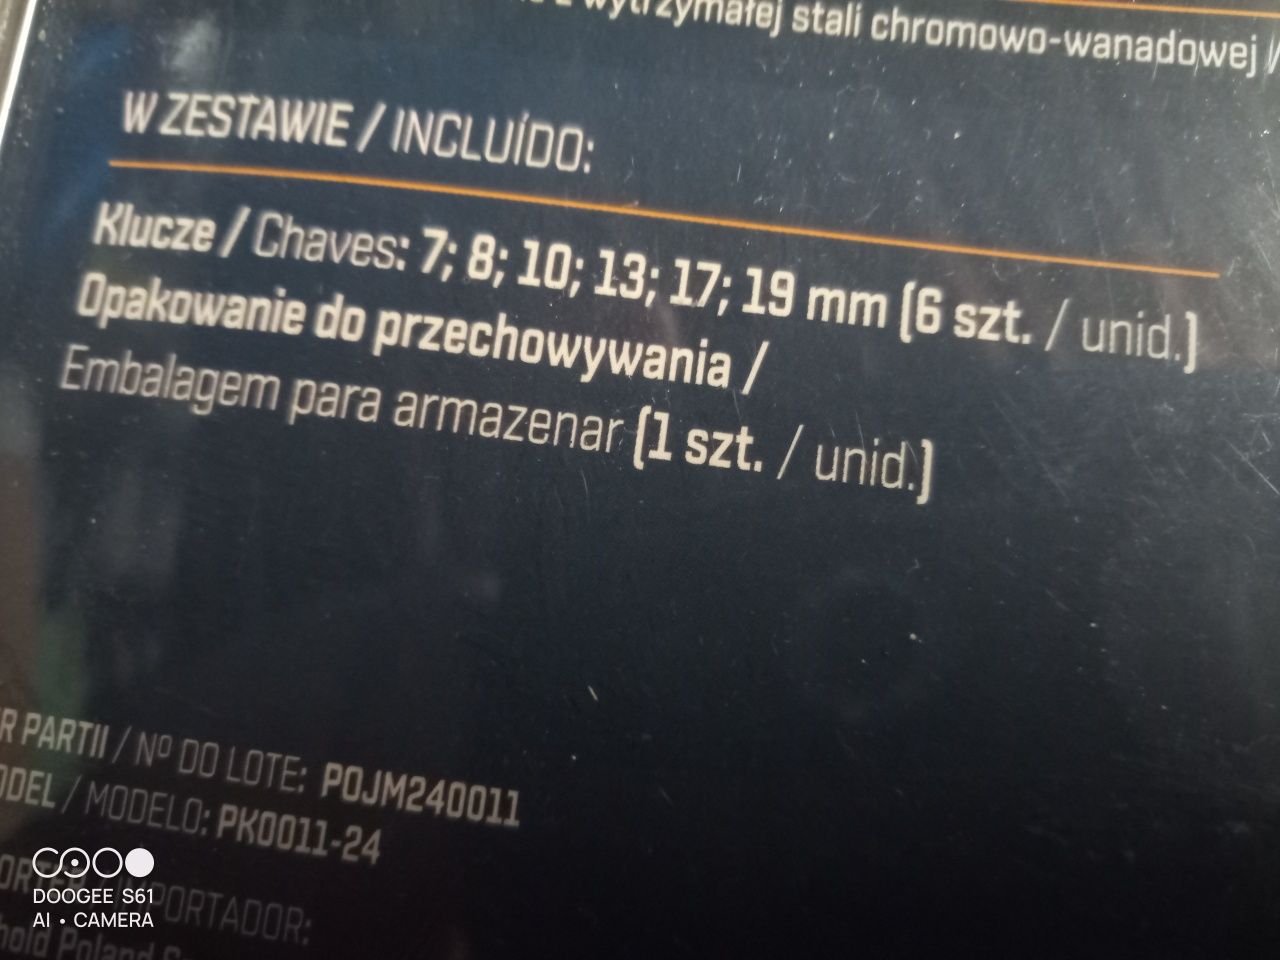 wytrzymałej stali chromowo-wanadowej /
W ZESTAWIE / INCLUÍDO:
Klucze / Chaves: 7; 8; 10; 13; 17; 19 mm (6 szt. / unid.)
Opakowanie do przechowywania /
Embalagem para armazenar (1 szt. / unid.)
PARTII / Nº DO LOTE: POJM240011
/ MODELO: PK0011-24
IMPORTADOR:
Poland
DOOGEE S61
AI • CAMERA